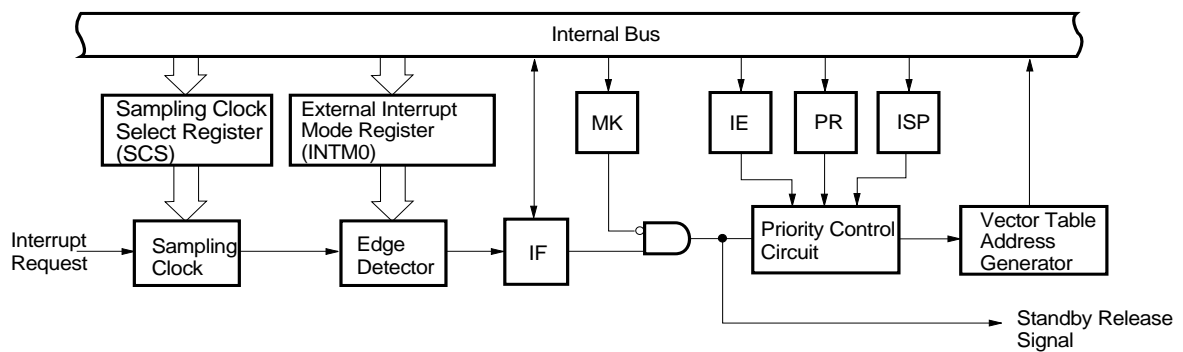 Internal Bus
Sampling Clock
Select Register
(SCS)
External Interrupt
Mode Register
(INTM0)
MK
IE
PR
ISP
Interrupt
Request
Sampling
Clock
Edge
Detector
IF
Priority Control
Circuit
Vector Table
Address
Generator
Standby Release
Signal